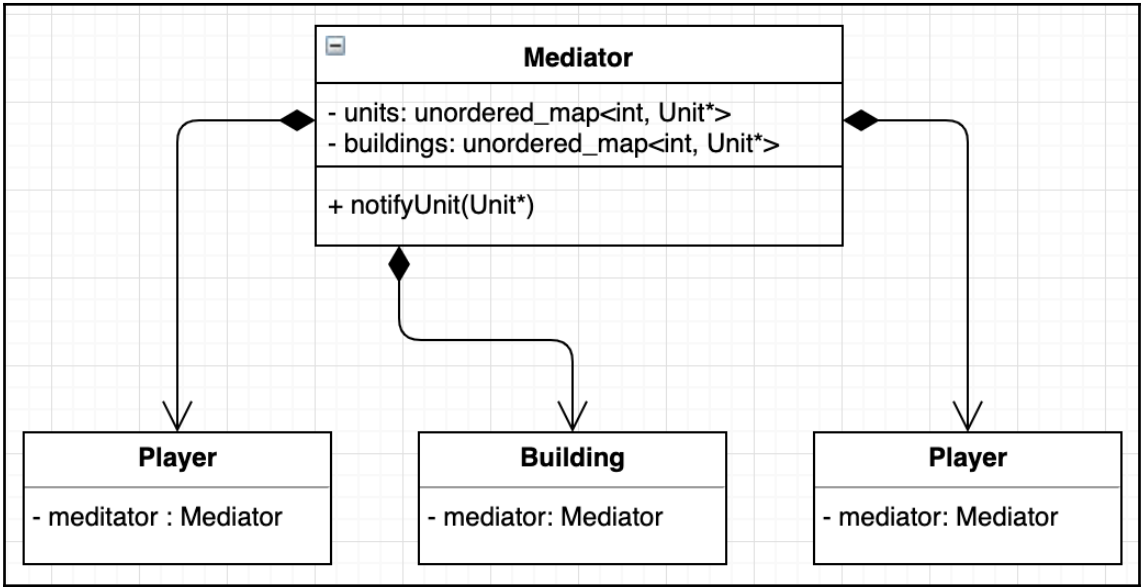 Mediator
- units: unordered_map<int, Unit*>
- buildings: unordered_map<int, Unit*>
+ notifyUnit(Unit*)
Player
- meditator : Mediator
Building
- mediator: Mediator
Player
- mediator: Mediator